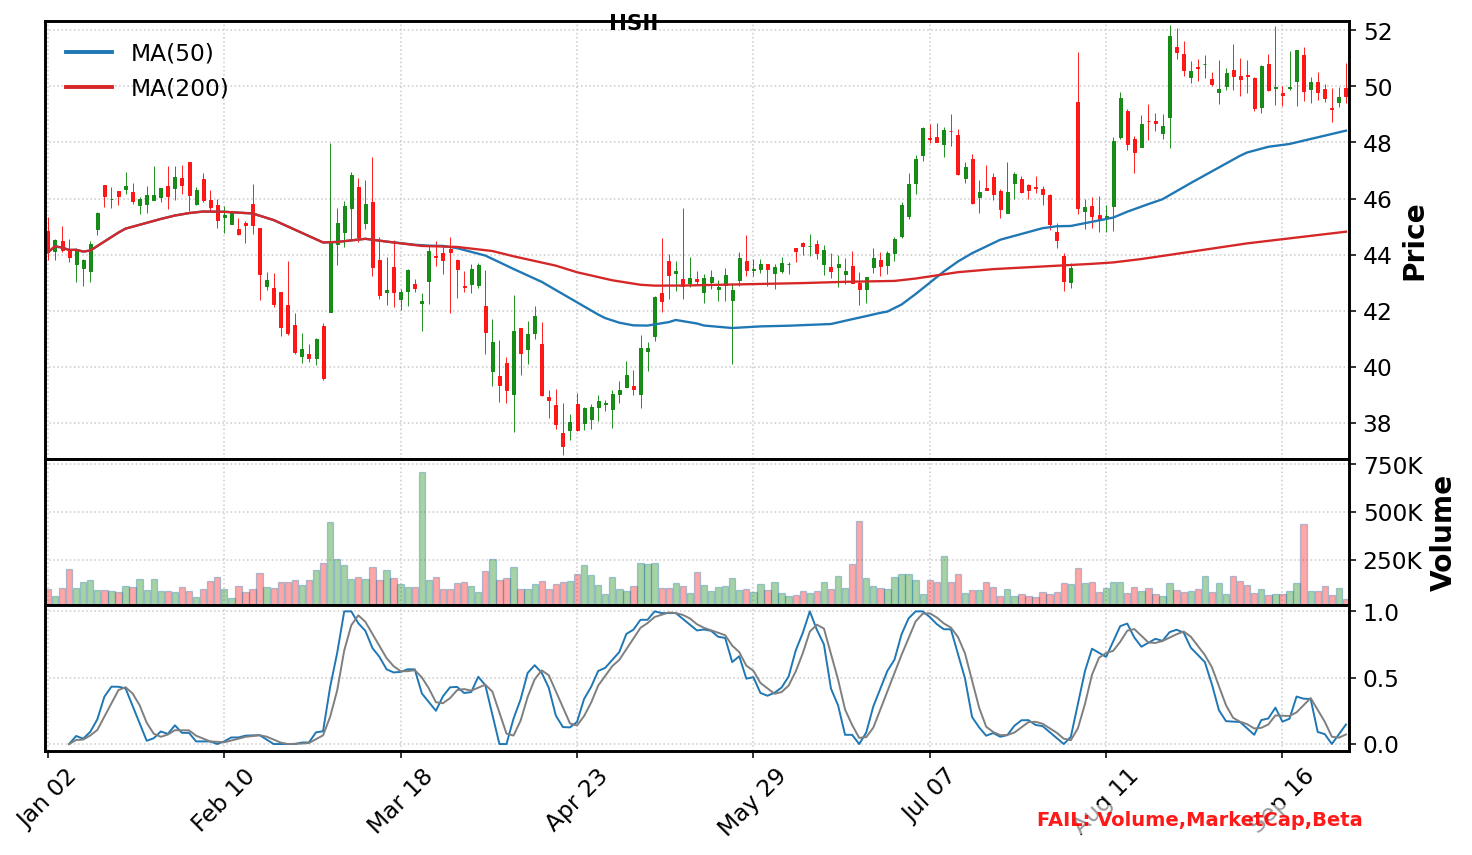 HSII
MA(50)
MA(200)
52
50
48
46
44
42
40
38
Price
750K
500K
250K
Volume
1.0
0.5
0.0
Jan 02
Feb 10
Mar 18
Apr 23
May 29
Jul 07
Aug 11
Sep 16
FAIL: Volume,MarketCap,Beta